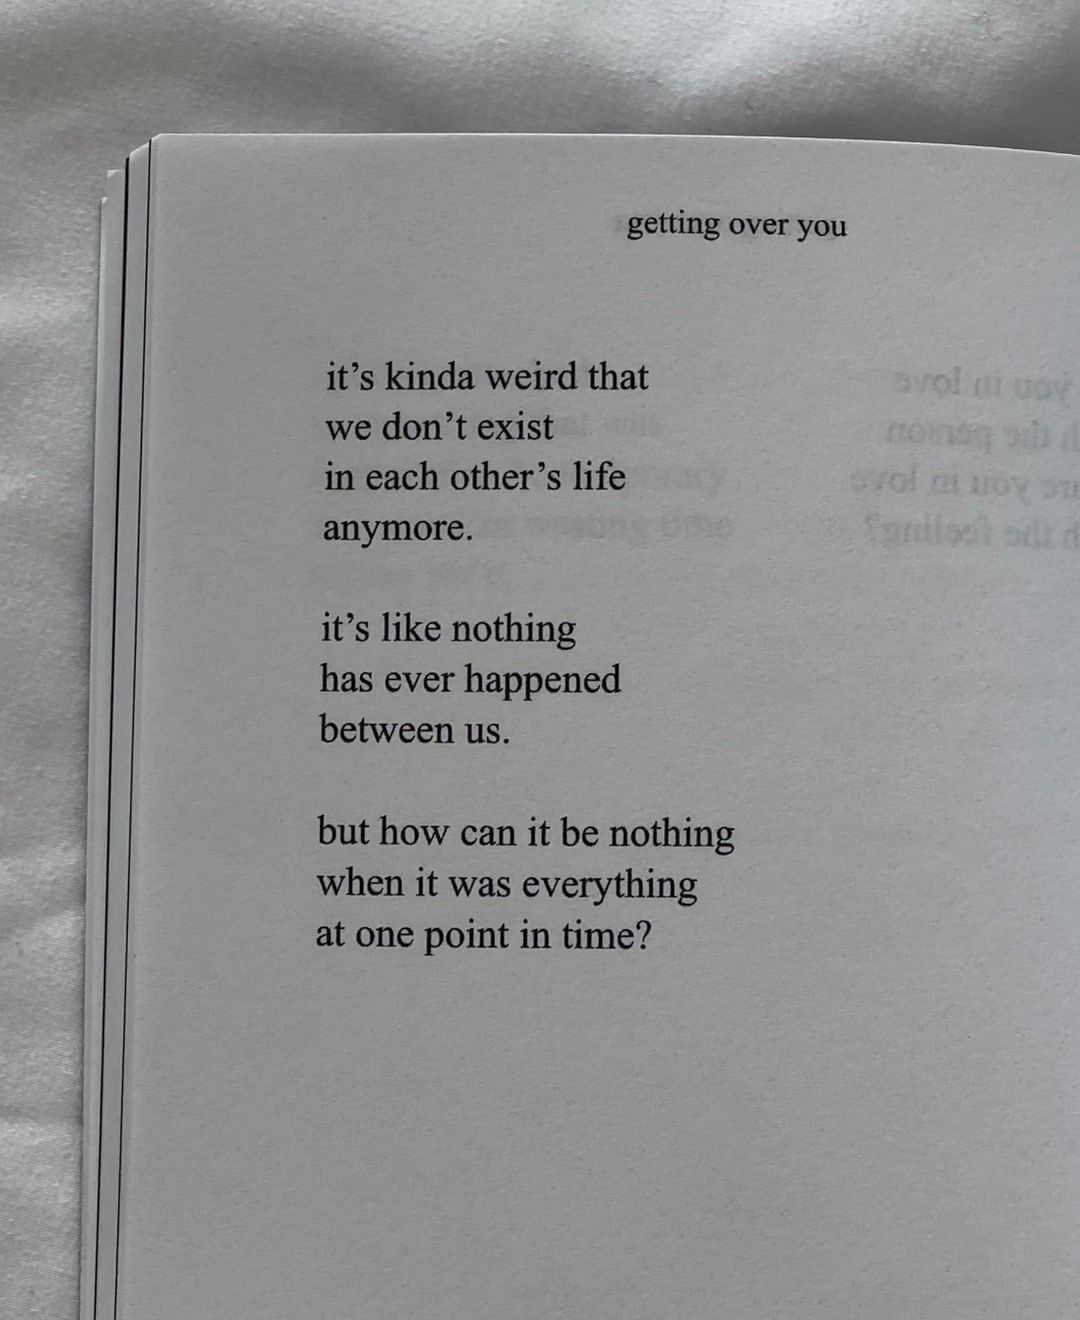 getting over you
it's kinda weird that
we don't exist
in each other's life
anymore.
it's like nothing
has ever happened
between us.
but how can it be nothing
when it was everything
at one point in time?